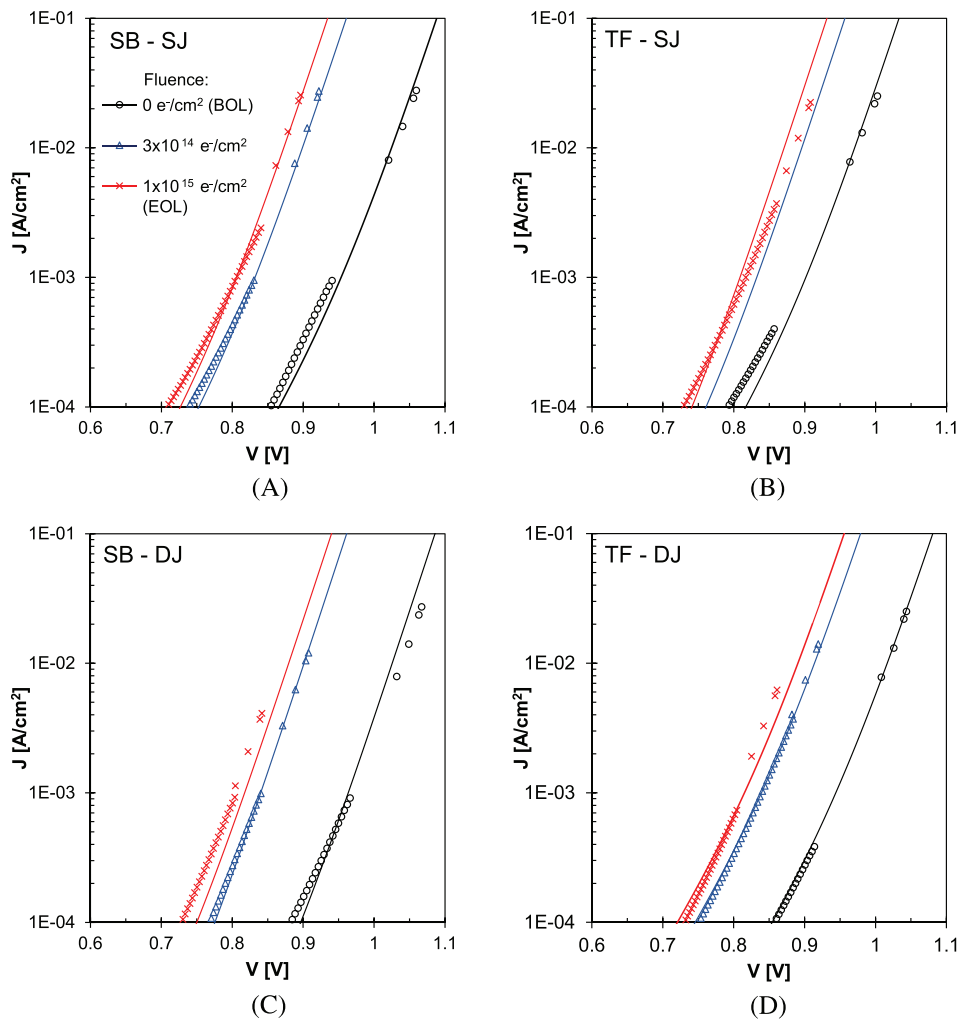 SB - SJ
Fluence:
0 e⁻/cm² (BOL)
3x10¹⁴ e⁻/cm²
1x10¹⁵ e⁻/cm²
(EOL)
J [A/cm²]
1E-01
1E-02
1E-03
1E-04
0.6 0.7 0.8 0.9 1 1.1
V [V]
(A)
TF - SJ
J [A/cm²]
1E-01
1E-02
1E-03
1E-04
0.6 0.7 0.8 0.9 1 1.1
V [V]
(B)
SB - DJ
J [A/cm²]
1E-01
1E-02
1E-03
1E-04
0.6 0.7 0.8 0.9 1 1.1
V [V]
(C)
TF - DJ
J [A/cm²]
1E-01
1E-02
1E-03
1E-04
0.6 0.7 0.8 0.9 1 1.1
V [V]
(D)